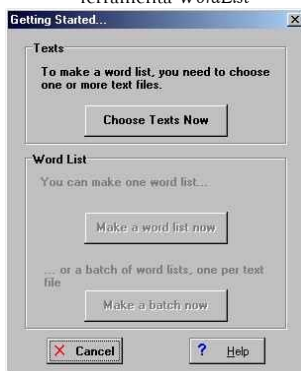 ferramenta WordList
Getting Started...
Texts
To make a word list, you need to choose
one or more text files.
Choose Texts Now
Word List
You can make one word list...
Make a word list now
... or a batch of word lists, one per text
file
Make a batch now
Cancel
? Help